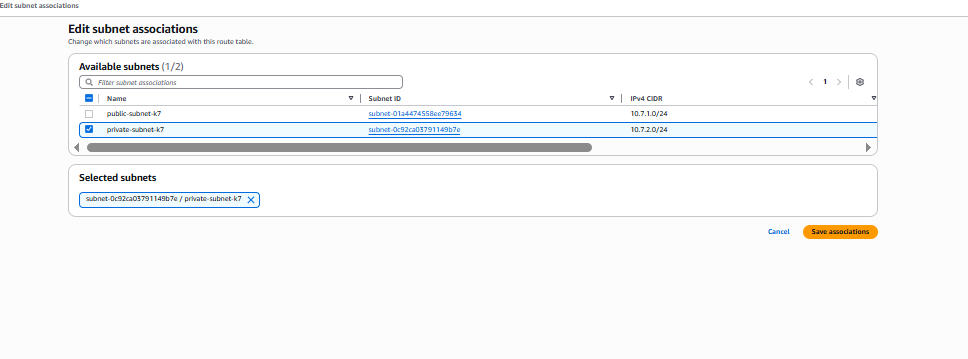 Edit subnet associations
Edit subnet associations
Change which subnets are associated with this route table.
Available subnets (1/2)
Filter subnet associations
1
Name Subnet ID IPv4 CIDR
public-subnet-k7 subnet-01a4474558ee79634 10.7.1.0/24
private-subnet-k7 subnet-0c92ca03791149b7e 10.7.2.0/24
Selected subnets
subnet-0c92ca03791149b7e / private-subnet-k7
Cancel Save associations